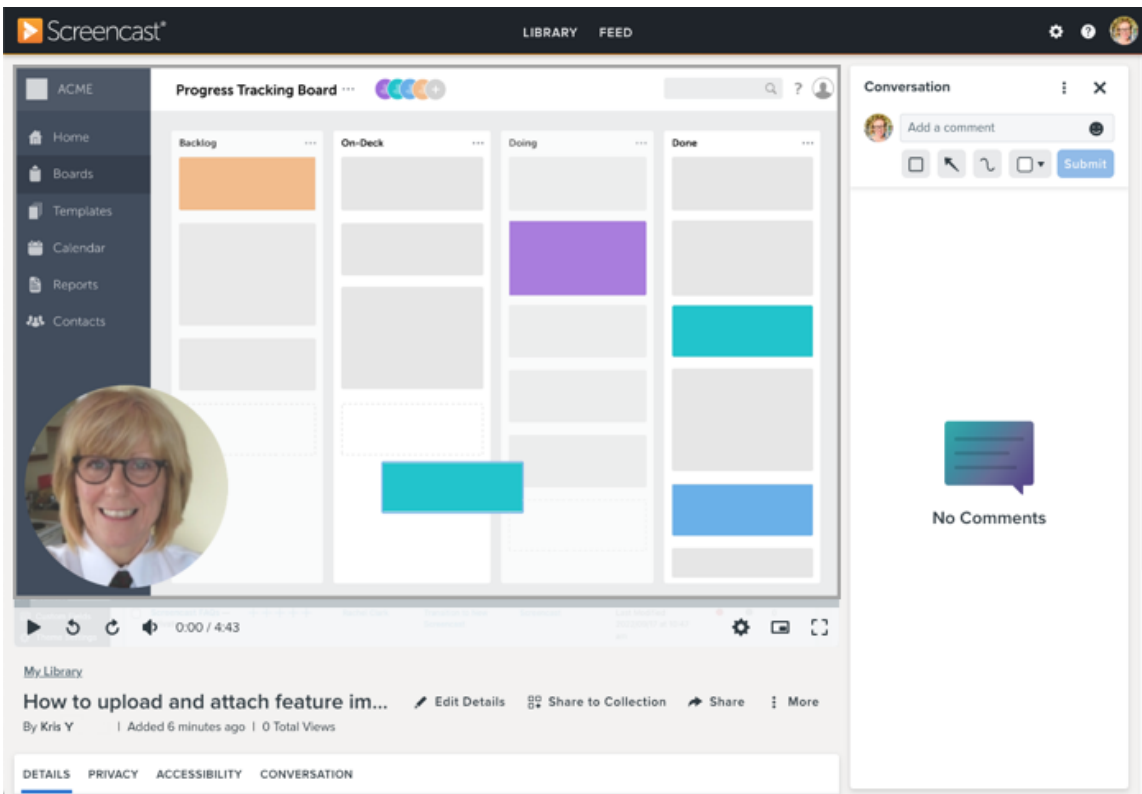 Screencast®
LIBRARY FEED
ACME
Progress Tracking Board ...
?
Home
Boards
Templates
Calendar
Reports
Contacts
Backlog ...
On-Deck ...
Doing ...
Done ...
0:00 / 4:43
My Library
How to upload and attach feature im...
Edit Details
Share to Collection
Share
More
By Kris Y | Added 6 minutes ago | 0 Total Views
DETAILS PRIVACY ACCESSIBILITY CONVERSATION
Conversation
Add a comment
Submit
No Comments